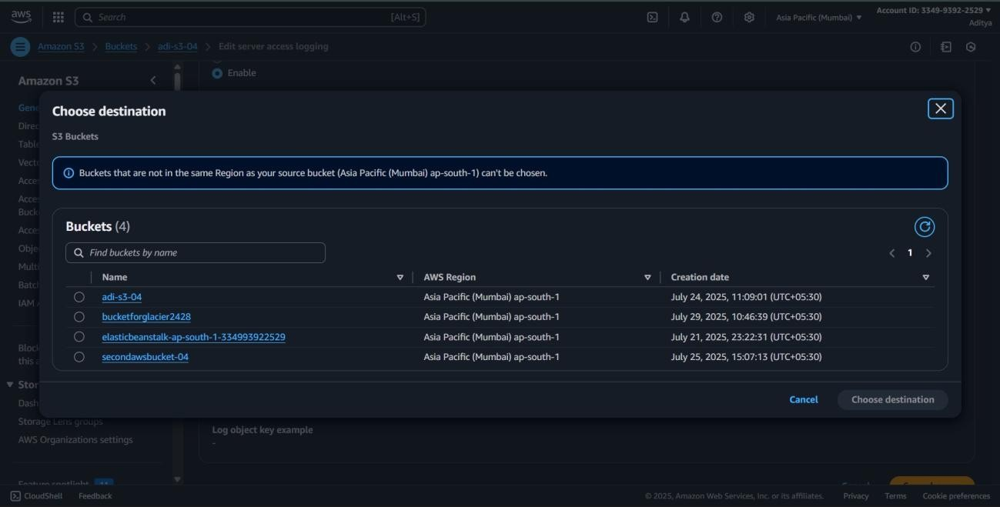 aws
Search [Alt+S]
Asia Pacific (Mumbai)
Account ID: 3349-9392-2529
Aditya
Amazon S3 > Buckets > adi-s3-04 > Edit server access logging
Amazon S3
Enable
Choose destination
S3 Buckets
Buckets that are not in the same Region as your source bucket (Asia Pacific (Mumbai) ap-south-1) can't be chosen.
Buckets (4)
Find buckets by name
1
Name AWS Region Creation date
adi-s3-04 Asia Pacific (Mumbai) ap-south-1 July 24, 2025, 11:09:01 (UTC+05:30)
bucketforglacier2428 Asia Pacific (Mumbai) ap-south-1 July 29, 2025, 10:46:39 (UTC+05:30)
elasticbeanstalk-ap-south-1-334993922529 Asia Pacific (Mumbai) ap-south-1 July 21, 2025, 23:22:31 (UTC+05:30)
secondawsbucket-04 Asia Pacific (Mumbai) ap-south-1 July 25, 2025, 15:07:13 (UTC+05:30)
Cancel Choose destination
Gene
Direc
Table
Vecto
Acce
Acce
Buck
Acce
Obje
Multi
Batc
IAM
Block
this a
Stor
Dash
Storage Lens groups
AWS Organizations settings
Log object key example
-
CloudShell Feedback
© 2025, Amazon Web Services, Inc. or its affiliates. Privacy Terms Cookie preferences